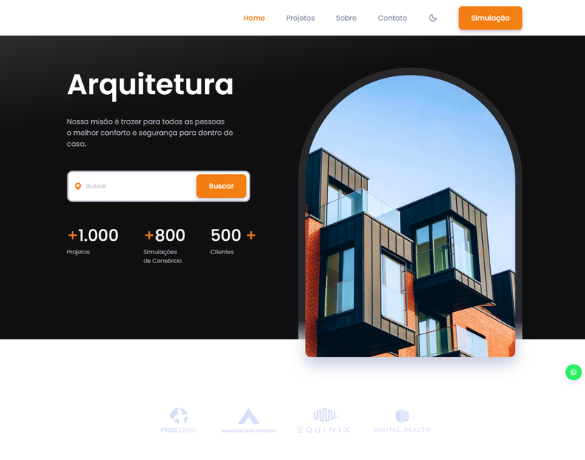 Home Projetos Sobre Contato Simulação
Arquitetura
Nossa misão é trazer para todas as pessoas
o melhor conforto e segurança para dentro de
casa.
Buscar Buscar
+1.000 +800 500 +
Projetos Simulações Clientes
de Consórcio
PROLOGIS AMERICAN TOWER EQUINIX DIGITAL REALTY